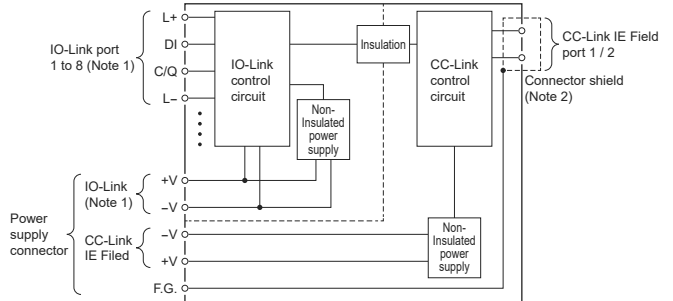 IO-Link port
1 to 8 (Note 1)
L+
DI
C/Q
L–
IO-Link
control
circuit
Insulation
CC-Link
control
circuit
CC-Link IE Field
port 1 / 2
Connector shield
(Note 2)
Non-
Insulated
power
supply
Power
supply
connector
IO-Link
(Note 1)
+V
–V
CC-Link
IE Filed
–V
+V
F.G.
Non-
Insulated
power
supply